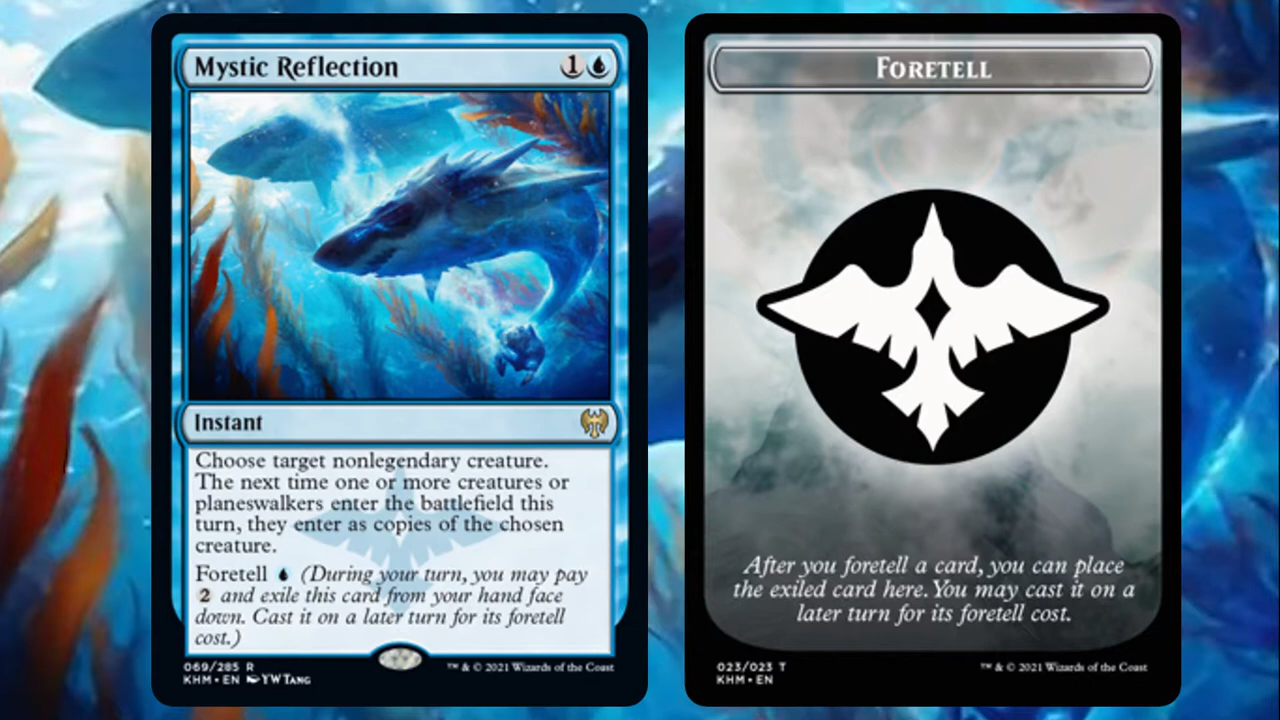 Mystic Reflection 1
Instant
Choose target nonlegendary creature.
The next time one or more creatures or
planeswalkers enter the battlefield this
turn, they enter as copies of the chosen
creature.
Foretell (During your turn, you may pay
2 and exile this card from your hand face
down. Cast it on a later turn for its foretell
cost.)
069/285 R
KHM • EN YW Tang
™ & © 2021 Wizards of the Coast
Foretell
After you foretell a card, you can place
the exiled card here. You may cast it on a
later turn for its foretell cost.
023/023 T
KHM • EN
™ & © 2021 Wizards of the Coast